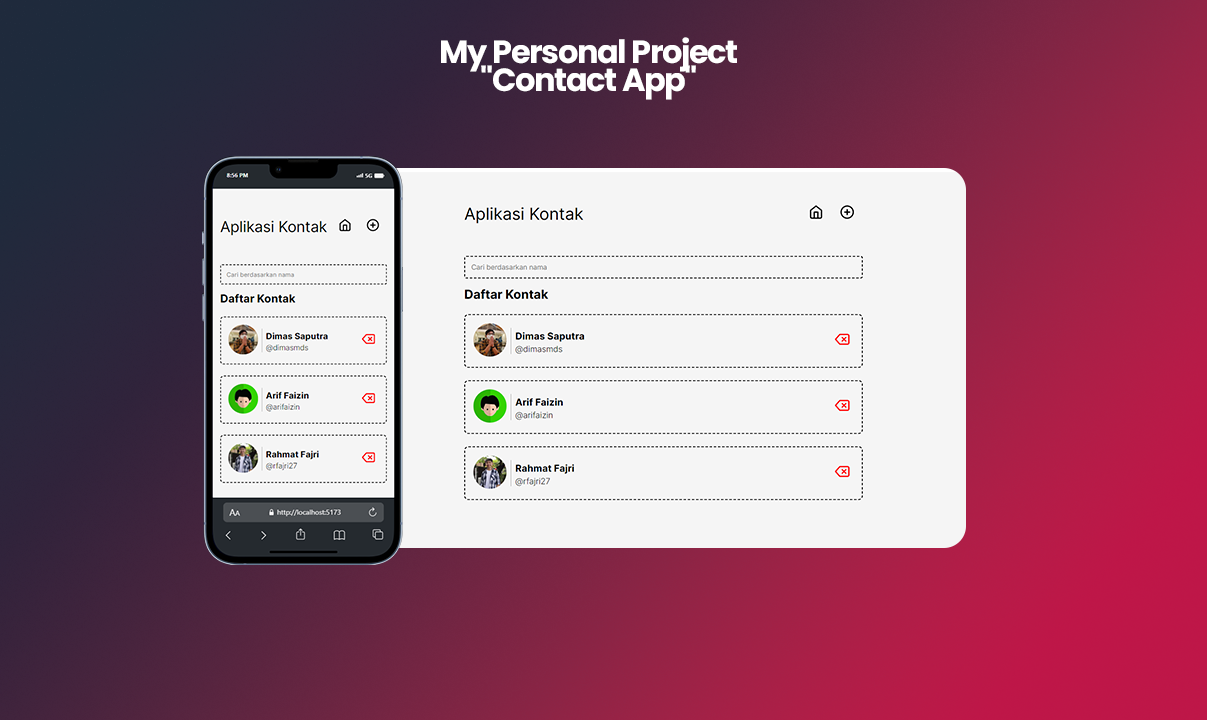 My Personal Project
"Contact App"
8:56 PM
5G
Aplikasi Kontak
Cari berdasarkan nama
Daftar Kontak
Dimas Saputra
@dimasmds
Arif Faizin
@arifaizin
Rahmat Fajri
@rfajri27
AA http://localhost:5173
Aplikasi Kontak
Cari berdasarkan nama
Daftar Kontak
Dimas Saputra
@dimasmds
Arif Faizin
@arifaizin
Rahmat Fajri
@rfajri27